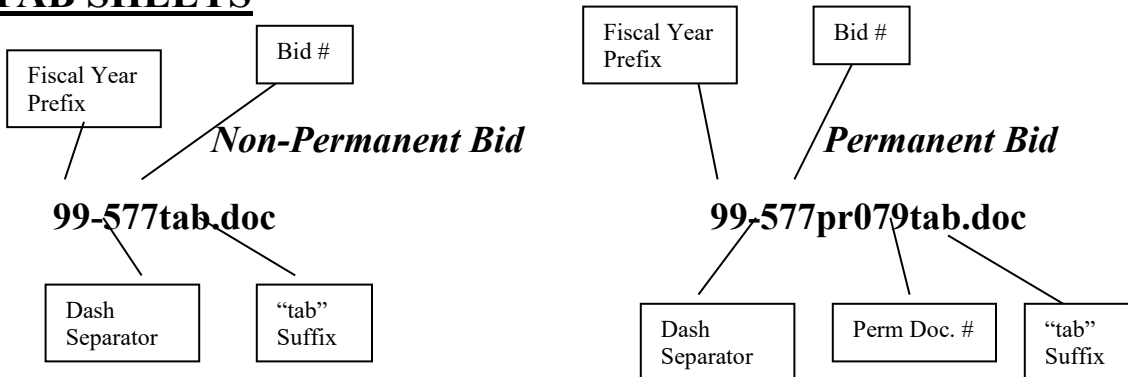 TAB SHEETS
Fiscal Year
Prefix
Bid #
Non-Permanent Bid
99-577tab.doc
Dash
Separator
“tab”
Suffix
Fiscal Year
Prefix
Bid #
Permanent Bid
99-577pr079tab.doc
Dash
Separator
Perm Doc. #
“tab”
Suffix